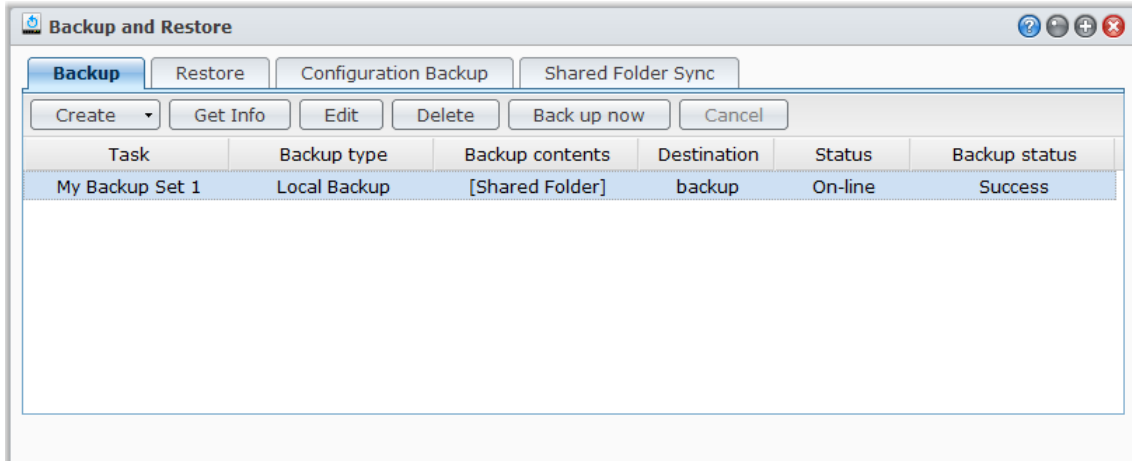 Backup and Restore
Backup Restore Configuration Backup Shared Folder Sync
Create Get Info Edit Delete Back up now Cancel
Task Backup type Backup contents Destination Status Backup status
My Backup Set 1 Local Backup [Shared Folder] backup On-line Success